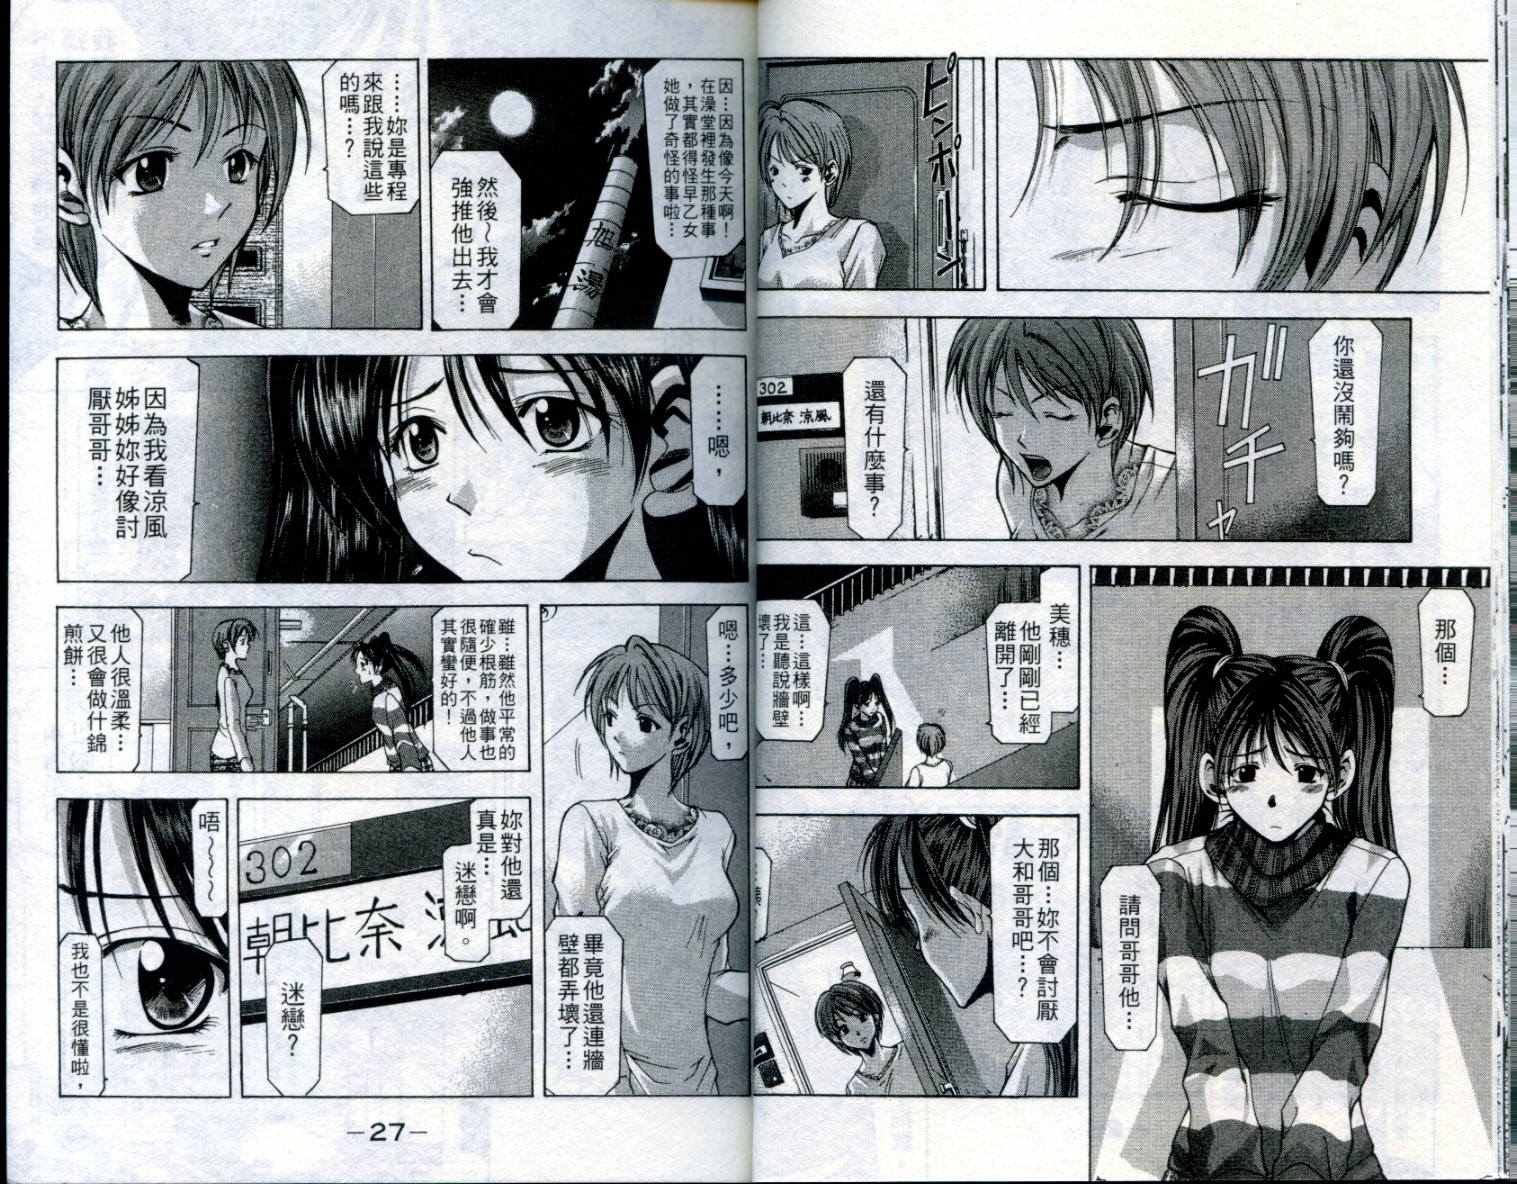 ピンポーン
你還沒鬧夠嗎？
ガチャ
還有什麼事？
302
朝比奈 涼風
那個…
請問哥哥他…
美穗…
他剛剛已經
離開了…
這…這樣啊…
我是聽說牆壁
壞了…
那個…妳不會討厭
大和哥哥吧…？
因…因為像今天啊！
在澡堂裡發生那種事
，其實都得怪早乙女
她做了奇怪的事啦…
旭湯
然後～我才會
強推他出去…
……妳是專程
來跟我說這些
的嗎…？
……嗯，
因為我看涼風
姊姊妳好像討
厭哥哥…
嗯…多少吧，
畢竟他還連牆
壁都弄壞了…
雖…雖然他平常的
確少根筋，做事也
很隨便，不過他人
其實蠻好的！
他人很溫柔…
又很會做什錦
煎餅…
妳對他還
真是…
迷戀啊。
302
朝比奈
迷戀？
唔～～～
我也不是很懂啦，
－27－